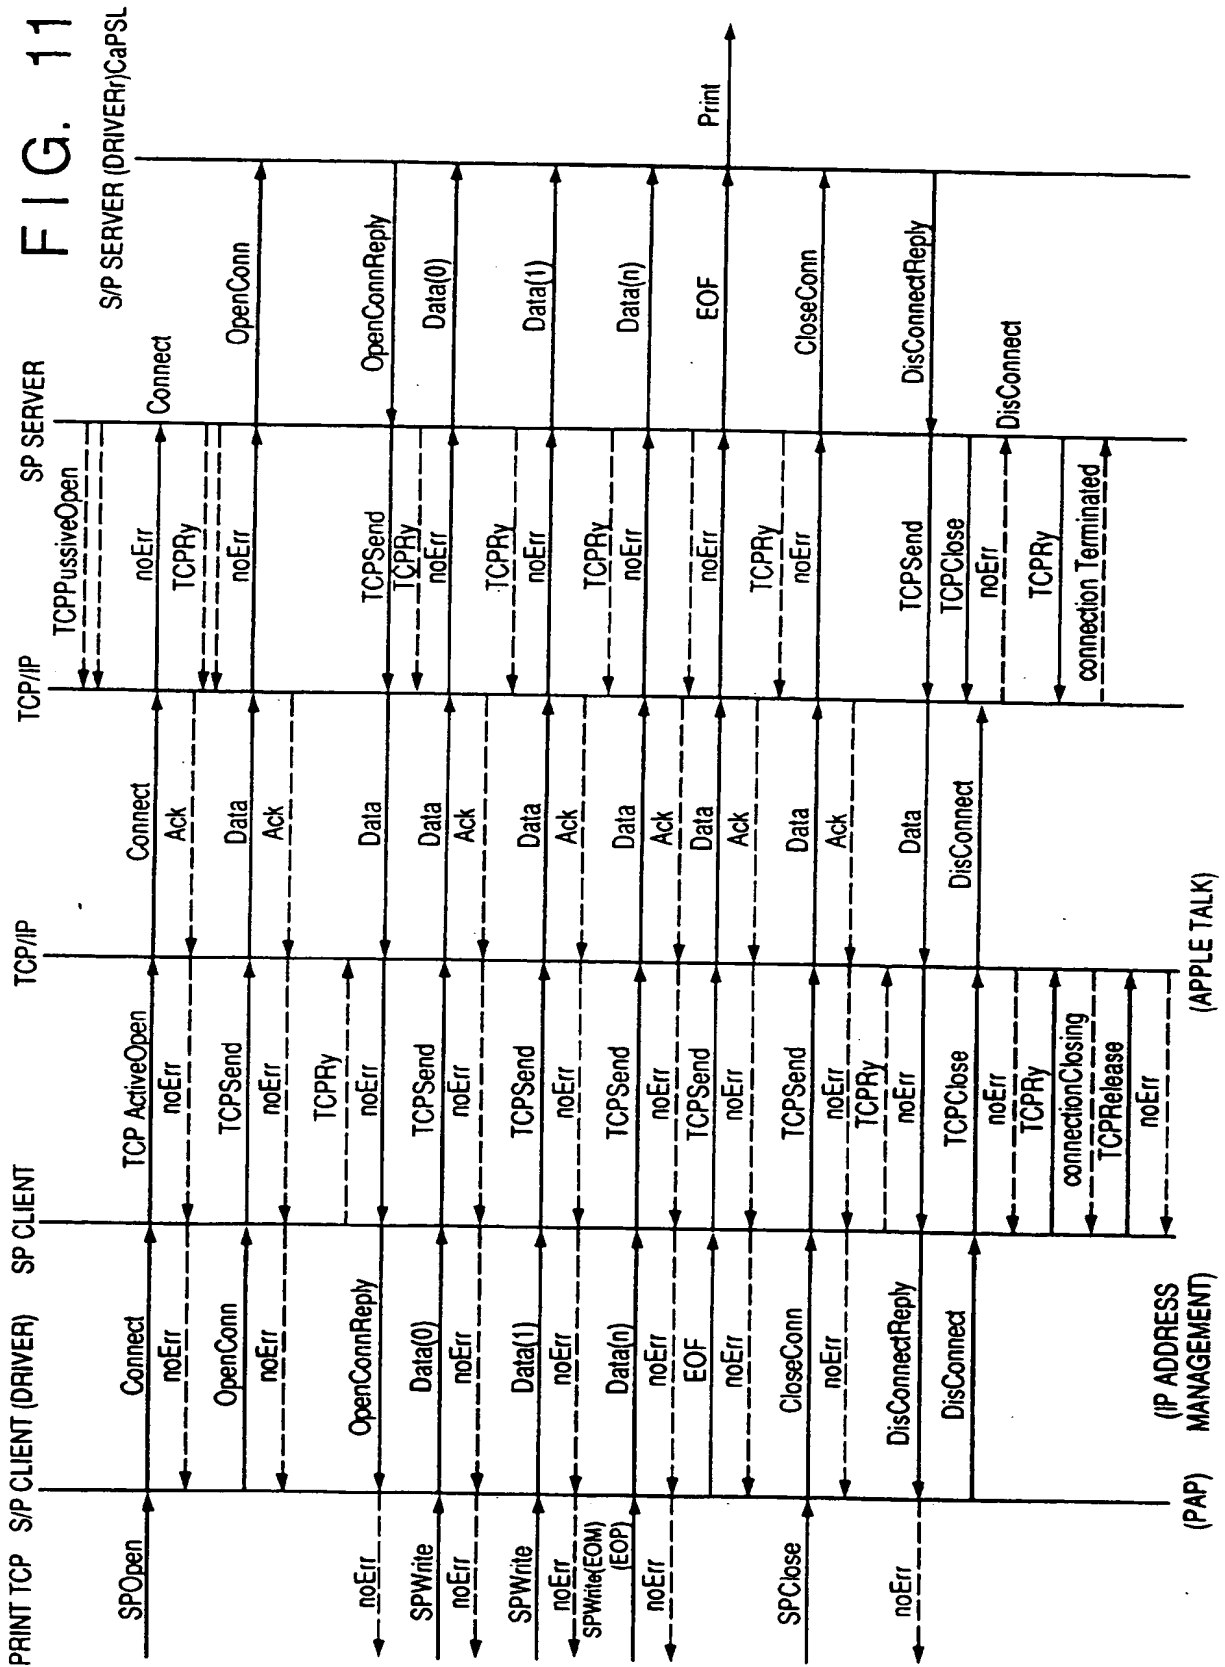 FIG. 11
PRINT TCP
S/P CLIENT (DRIVER)
SP CLIENT
TCP/IP
TCP/IP
SP SERVER
S/P SERVER (DRIVERr)CaPSL
SPOpen
noErr
SPWrite
noErr
SPWrite
noErr
SPWrite(EOM)
(EOP)
noErr
SPClose
noErr
Connect
noErr
OpenConn
noErr
OpenConnReply
Data(0)
noErr
Data(1)
noErr
Data(n)
noErr
EOF
noErr
CloseConn
noErr
DisConnectReply
DisConnect
TCP ActiveOpen
noErr
TCPSend
noErr
TCPRy
noErr
TCPSend
noErr
TCPSend
noErr
TCPSend
noErr
TCPSend
noErr
TCPSend
noErr
TCPRy
noErr
TCPClose
noErr
TCPRy
connectionClosing
TCPRelease
noErr
Connect
Ack
Data
Ack
Data
Data
Ack
Data
Ack
Data
Ack
Data
Ack
Data
Ack
Data
DisConnect
TCPPussiveOpen
noErr
TCPRy
noErr
TCPSend
TCPRy
noErr
TCPRy
noErr
TCPRy
noErr
noErr
TCPRy
noErr
TCPSend
TCPClose
noErr
TCPRy
connection Terminated
Connect
OpenConn
OpenConnReply
Data(0)
Data(1)
Data(n)
EOF
CloseConn
DisConnectReply
DisConnect
Print
(PAP)
(IP ADDRESS
MANAGEMENT)
(APPLE TALK)